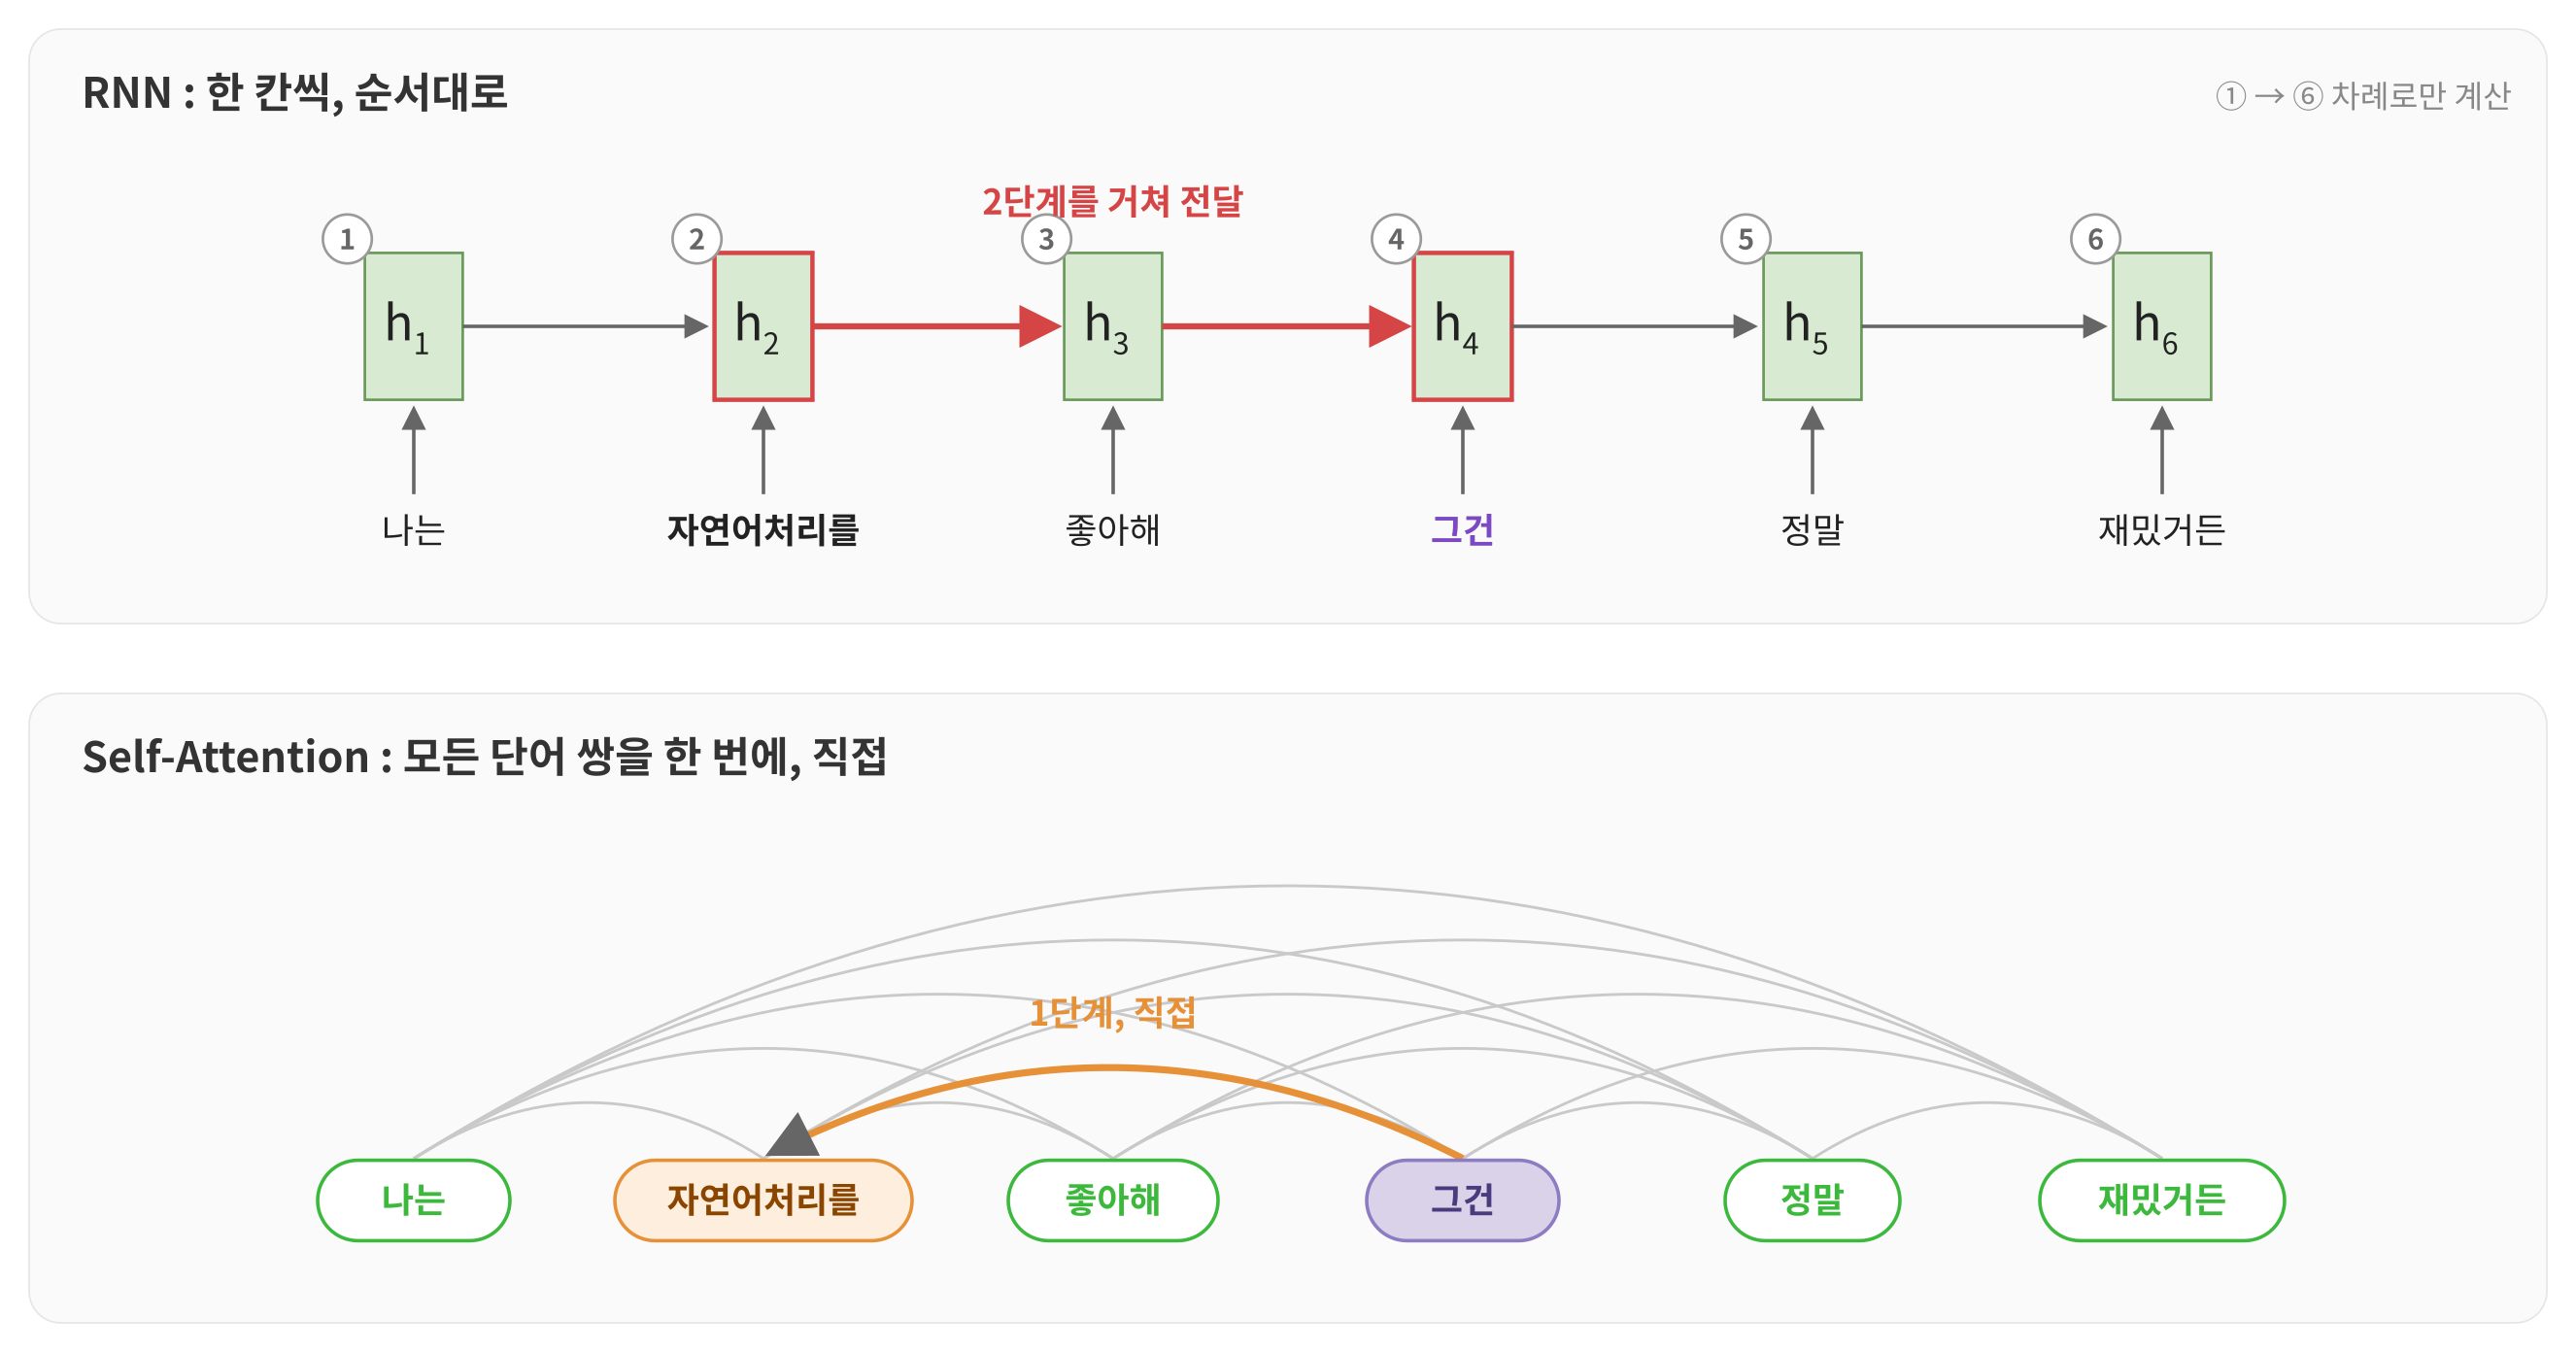 RNN : 한 칸씩, 순서대로
① → ⑥ 차례로만 계산
2단계를 거쳐 전달
1 2 3 4 5 6
h1 h2 h3 h4 h5 h6
나는 자연어처리를 좋아해 그건 정말 재밌거든
Self-Attention : 모든 단어 쌍을 한 번에, 직접
1단계, 직접
나는 자연어처리를 좋아해 그건 정말 재밌거든